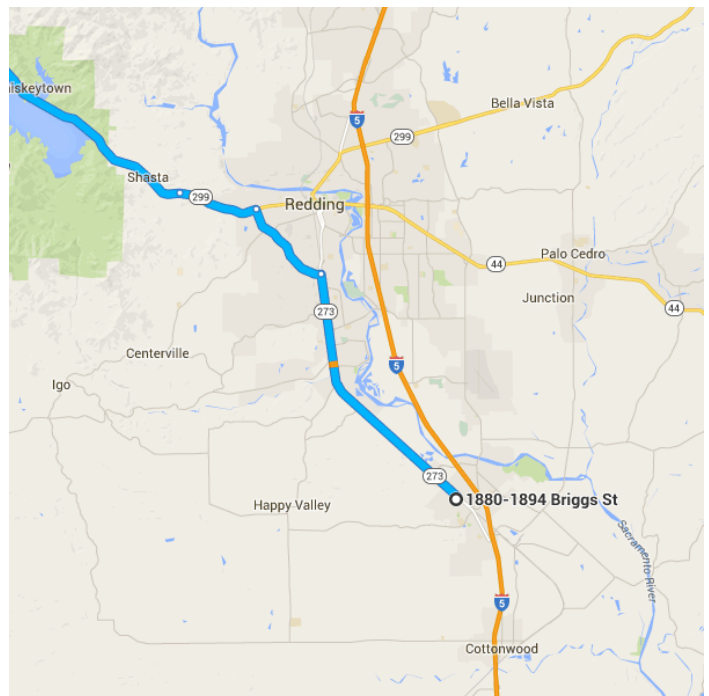 iskeytown
5
Bella Vista
299
Shasta
299
Redding
Palo Cedro
44
Junction
44
273
Centerville
5
Igo
273
1880-1894 Briggs St
Happy Valley
Sacramento River
5
Cottonwood